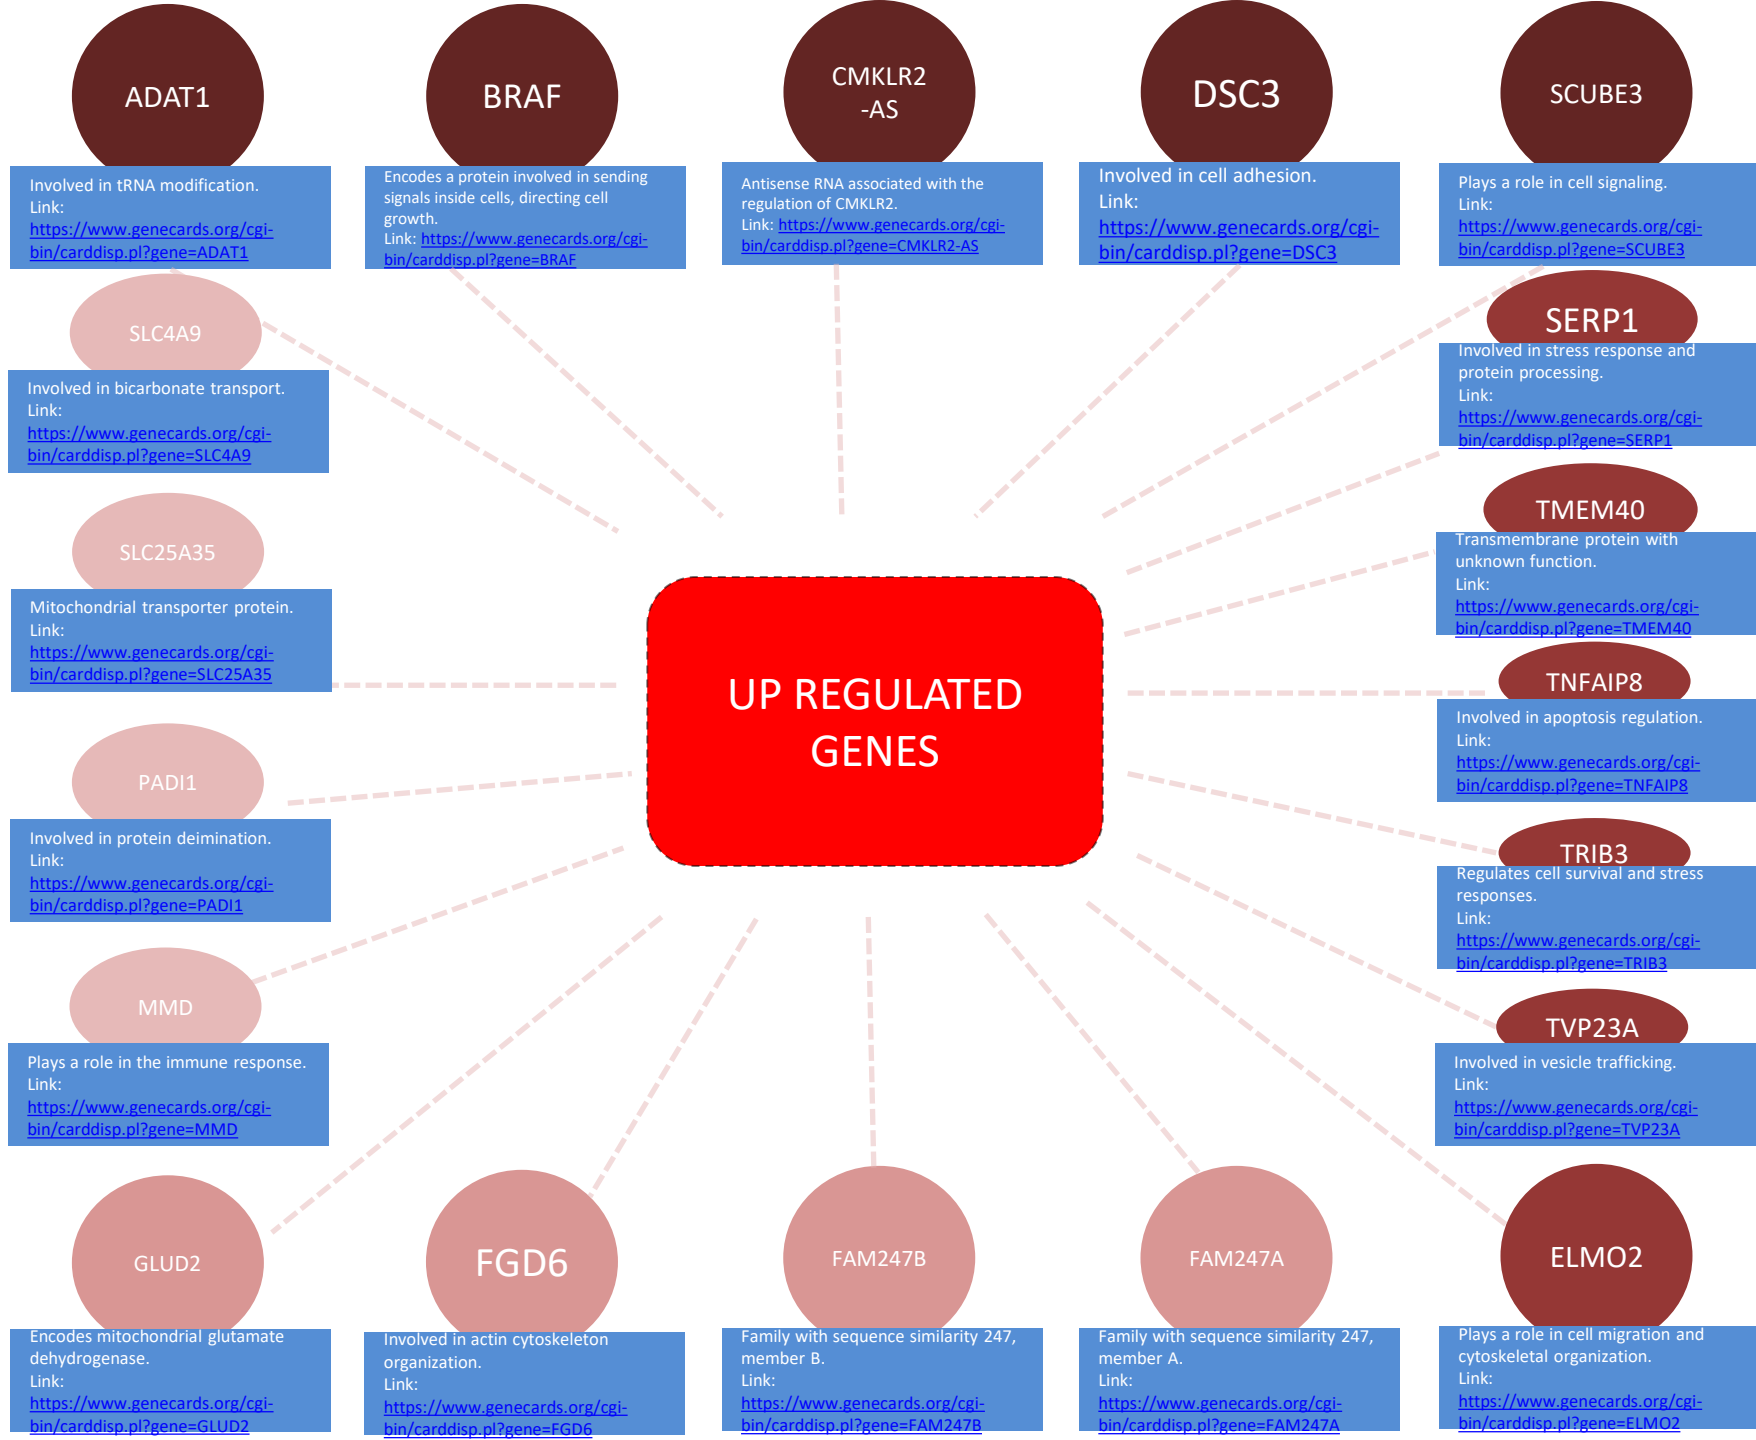 ADAT1
Involved in tRNA modification.
Link:
https://www.genecards.org/cgi-
bin/carddisp.pl?gene=ADAT1
BRAF
Encodes a protein involved in sending
signals inside cells, directing cell
growth.
Link: https://www.genecards.org/cgi-
bin/carddisp.pl?gene=BRAF
CMKLR2
-AS
Antisense RNA associated with the
regulation of CMKLR2.
Link: https://www.genecards.org/cgi-
bin/carddisp.pl?gene=CMKLR2-AS
DSC3
Involved in cell adhesion.
Link:
https://www.genecards.org/cgi-
bin/carddisp.pl?gene=DSC3
SCUBE3
Plays a role in cell signaling.
Link:
https://www.genecards.org/cgi-
bin/carddisp.pl?gene=SCUBE3
SLC4A9
Involved in bicarbonate transport.
Link:
https://www.genecards.org/cgi-
bin/carddisp.pl?gene=SLC4A9
SERP1
Involved in stress response and
protein processing.
Link:
https://www.genecards.org/cgi-
bin/carddisp.pl?gene=SERP1
SLC25A35
Mitochondrial transporter protein.
Link:
https://www.genecards.org/cgi-
bin/carddisp.pl?gene=SLC25A35
TMEM40
Transmembrane protein with
unknown function.
Link:
https://www.genecards.org/cgi-
bin/carddisp.pl?gene=TMEM40
UP REGULATED
GENES
TNFAIP8
Involved in apoptosis regulation.
Link:
https://www.genecards.org/cgi-
bin/carddisp.pl?gene=TNFAIP8
PADI1
Involved in protein deimination.
Link:
https://www.genecards.org/cgi-
bin/carddisp.pl?gene=PADI1
TRIB3
Regulates cell survival and stress
responses.
Link:
https://www.genecards.org/cgi-
bin/carddisp.pl?gene=TRIB3
MMD
Plays a role in the immune response.
Link:
https://www.genecards.org/cgi-
bin/carddisp.pl?gene=MMD
TVP23A
Involved in vesicle trafficking.
Link:
https://www.genecards.org/cgi-
bin/carddisp.pl?gene=TVP23A
GLUD2
Encodes mitochondrial glutamate
dehydrogenase.
Link:
https://www.genecards.org/cgi-
bin/carddisp.pl?gene=GLUD2
FGD6
Involved in actin cytoskeleton
organization.
Link:
https://www.genecards.org/cgi-
bin/carddisp.pl?gene=FGD6
FAM247B
Family with sequence similarity 247,
member B.
Link:
https://www.genecards.org/cgi-
bin/carddisp.pl?gene=FAM247B
FAM247A
Family with sequence similarity 247,
member A.
Link:
https://www.genecards.org/cgi-
bin/carddisp.pl?gene=FAM247A
ELMO2
Plays a role in cell migration and
cytoskeletal organization.
Link:
https://www.genecards.org/cgi-
bin/carddisp.pl?gene=ELMO2